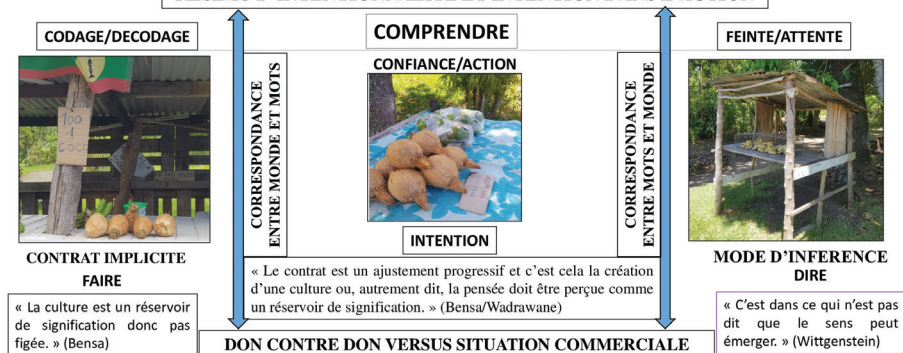 CODAGE/DECODAGE
COMPRENDRE
FEINTE/ATTENTE
CONFIANCE/ACTION
CORRESPONDANCE
ENTRE MONDE ET MOTS
CORRESPONDANCE
ENTRE MOTS ET MONDE
100
1
COCO
INTENTION
CONTRAT IMPLICITE
FAIRE
MODE D'INFERENCE
DIRE
« Le contrat est un ajustement progressif et c'est cela la création
d'une culture ou, autrement dit, la pensée doit être perçue comme
un réservoir de signification. » (Bensa/Wadrawane)
« La culture est un réservoir
de signification donc pas
figée. » (Bensa)
« C'est dans ce qui n'est pas
dit que le sens peut
émerger. » (Wittgenstein)
DON CONTRE DON VERSUS SITUATION COMMERCIALE